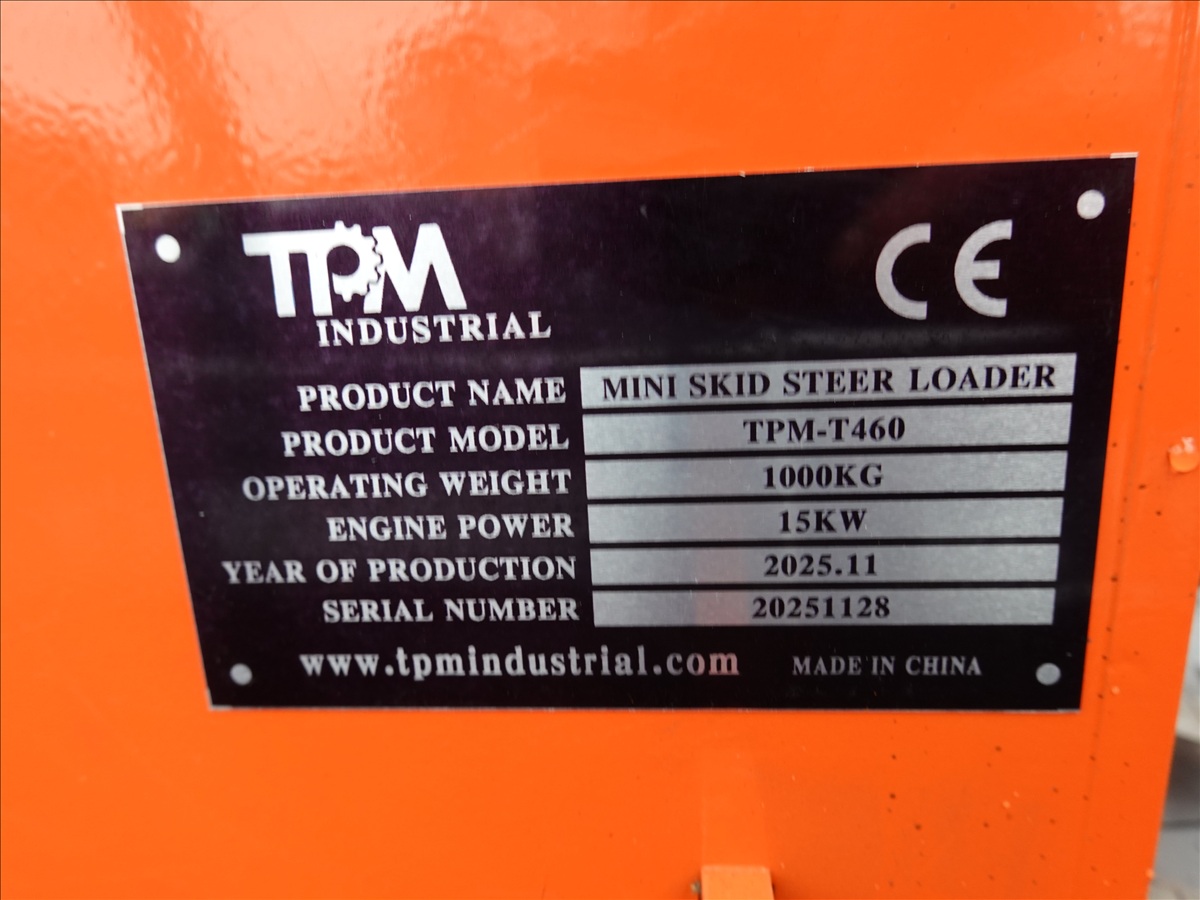 TPM
INDUSTRIAL
CE
PRODUCT NAME MINI SKID STEER LOADER
PRODUCT MODEL TPM-T460
OPERATING WEIGHT 1000KG
ENGINE POWER 15KW
YEAR OF PRODUCTION 2025.11
SERIAL NUMBER 20251128
www.tpmindustrial.com MADE IN CHINA